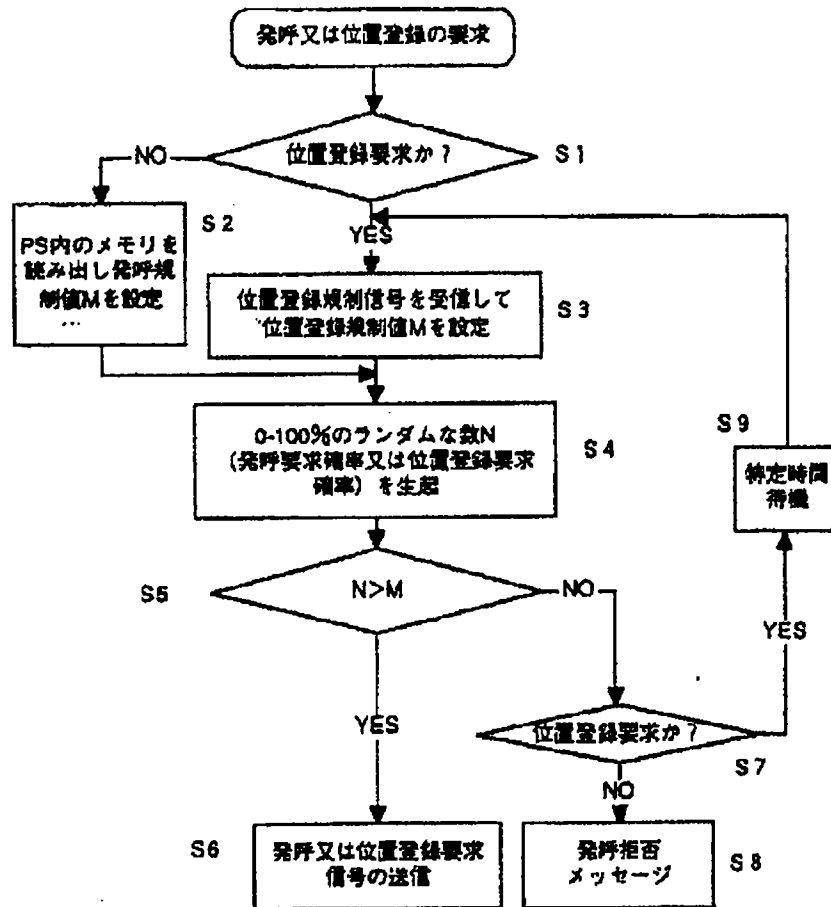 発呼又は位置登録の要求
位置登録要求か?
S1
NO
YES
S2
PS内のメモリを
読み出し発呼規
制値Mを設定
位置登録規制信号を受信して
位置登録規制値Mを設定
S3
0-100%のランダムな数N
(発呼要求確率又は位置登録要求
確率)を生起
S4
S9
特定時間
待機
S5
N>M
NO
YES
YES
位置登録要求か?
S7
NO
S6
発呼又は位置登録要求
信号の送信
発呼拒否
メッセージ
S8